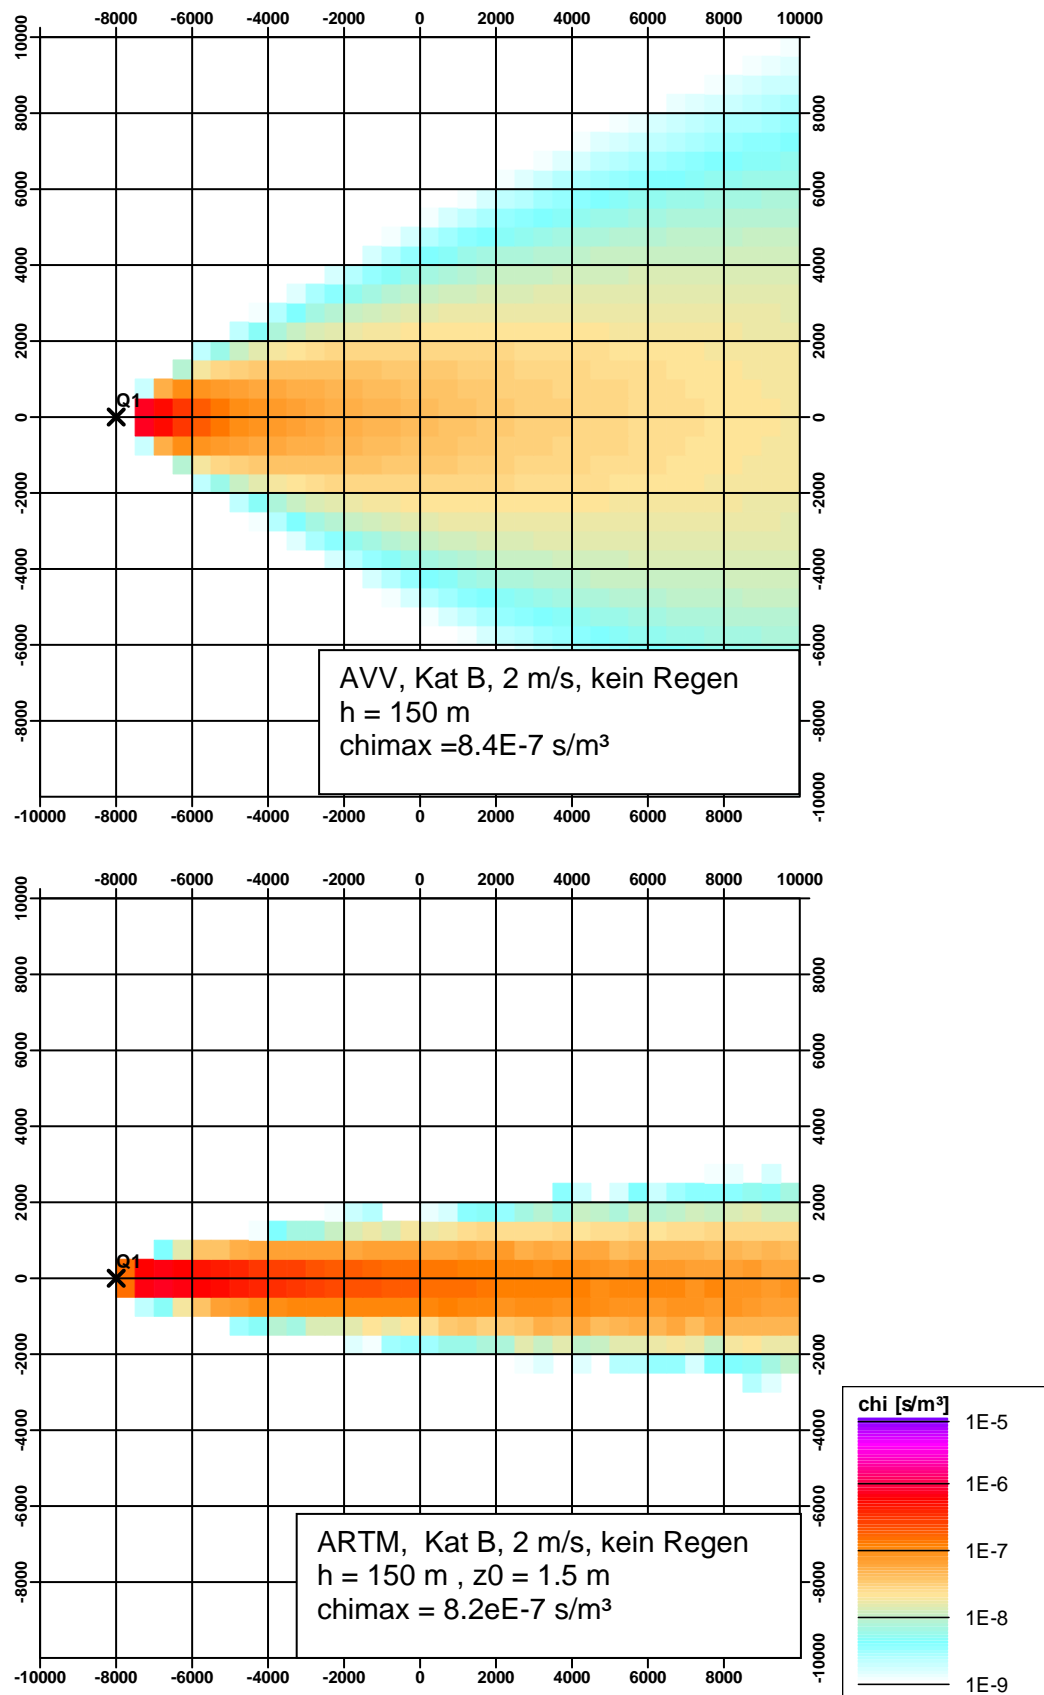 -8000 -6000 -4000 -2000 0 2000 4000 6000 8000 10000
10000 8000 6000 4000 2000 0 -2000 -4000 -6000 -8000 -10000
Q1
8000 6000 4000 2000 0 -2000 -4000 -6000 -8000 -10000
AVV, Kat B, 2 m/s, kein Regen
h = 150 m
chimax =8.4E-7 s/m³
-10000 -8000 -6000 -4000 -2000 0 2000 4000 6000 8000
-8000 -6000 -4000 -2000 0 2000 4000 6000 8000 10000
10000 8000 6000 4000 2000 0 -2000 -4000 -6000 -8000 -10000
Q1
8000 6000 4000 2000 0 -2000 -4000 -6000 -8000 -10000
ARTM, Kat B, 2 m/s, kein Regen
h = 150 m , z0 = 1.5 m
chimax = 8.2eE-7 s/m³
-10000 -8000 -6000 -4000 -2000 0 2000 4000 6000 8000
chi [s/m³]
1E-5
1E-6
1E-7
1E-8
1E-9